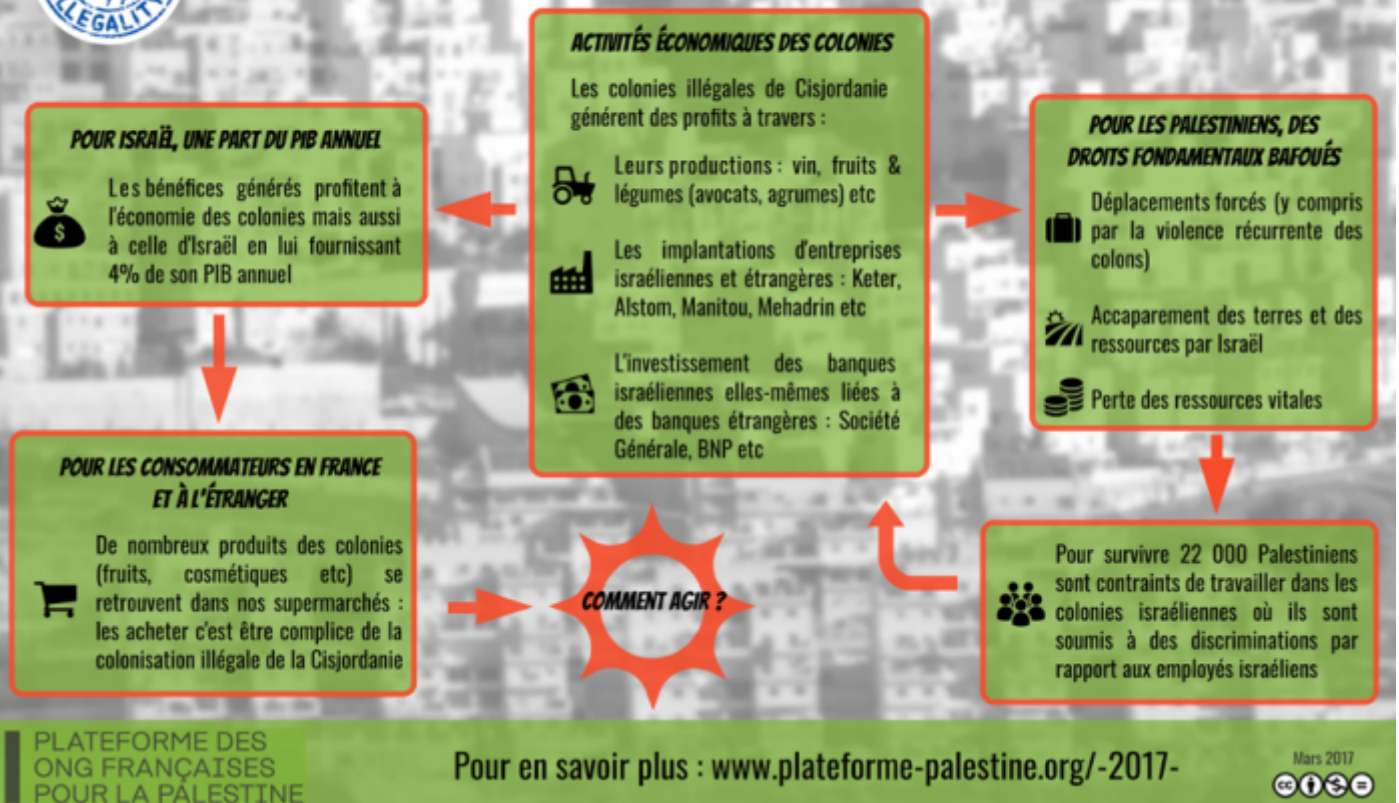 ILLEGALITY
ACTIVITÉS ÉCONOMIQUES DES COLONIES
Les colonies illégales de Cisjordanie
générent des profits à travers :
Leurs productions : vin, fruits &
légumes (avocats, agrumes) etc
Les implantations d'entreprises
israéliennes et étrangères : Keter,
Alstom, Manitou, Mehadrin etc
L'investissement des banques
israéliennes elles-mêmes liées à
des banques étrangères : Société
Générale, BNP etc
POUR ISRAËL, UNE PART DU PIB ANNUEL
$
Les bénéfices générés profitent à
l'économie des colonies mais aussi
à celle d'Israël en lui fournissant
4% de son PIB annuel
POUR LES CONSOMMATEURS EN FRANCE
ET À L'ÉTRANGER
De nombreux produits des colonies
(fruits, cosmétiques etc) se
retrouvent dans nos supermarchés :
les acheter c'est être complice de la
colonisation illégale de la Cisjordanie
COMMENT AGIR ?
POUR LES PALESTINIENS, DES
DROITS FONDAMENTAUX BAFOUÉS
Déplacements forcés (y compris
par la violence récurrente des
colons)
Accaparement des terres et des
ressources par Israël
Perte des ressources vitales
Pour survivre 22 000 Palestiniens
sont contraints de travailler dans les
colonies israéliennes où ils sont
soumis à des discriminations par
rapport aux employés israéliens
PLATEFORME DES
ONG FRANÇAISES
POUR LA PALESTINE
Pour en savoir plus : www.plateforme-palestine.org/-2017-
Mars 2017
cc